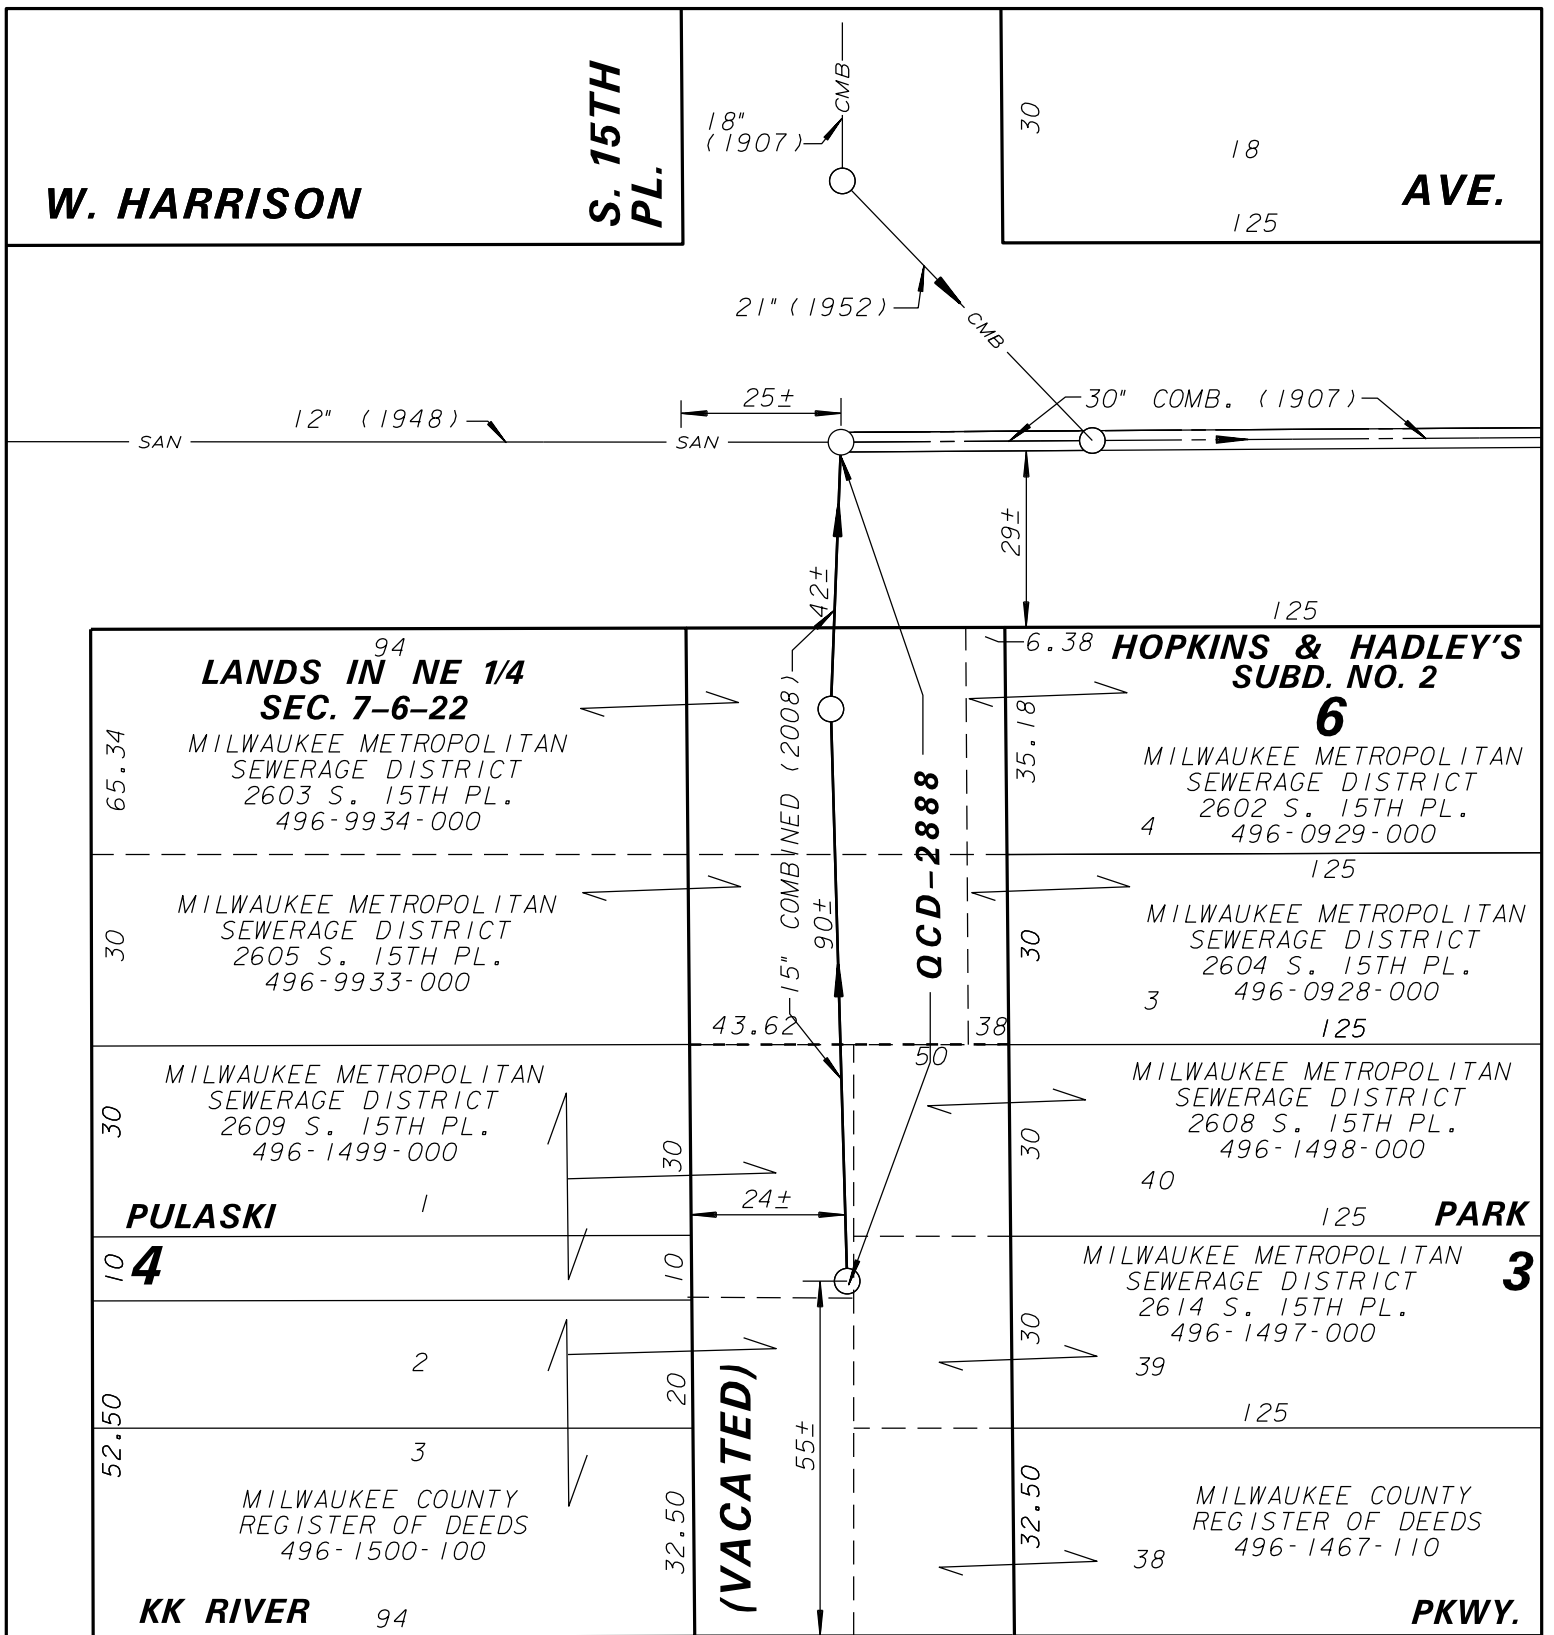 W. HARRISON
S. 15TH
PL.
18"
(1907)
CMB
30
18
125
AVE.
21" (1952)
CMB
12" (1948)
SAN
SAN
25±
30" COMB. (1907)
29±
42±
125
94
LANDS IN NE 1/4
SEC. 7-6-22
65.34
MILWAUKEE METROPOLITAN
SEWERAGE DISTRICT
2603 S. 15TH PL.
496-9934-000
15" COMBINED (2008)
QCD-2888
6.38
35.18
HOPKINS & HADLEY'S
SUBD. NO. 2
6
MILWAUKEE METROPOLITAN
SEWERAGE DISTRICT
2602 S. 15TH PL.
496-0929-000
4
125
30
MILWAUKEE METROPOLITAN
SEWERAGE DISTRICT
2605 S. 15TH PL.
496-9933-000
90±
30
MILWAUKEE METROPOLITAN
SEWERAGE DISTRICT
2604 S. 15TH PL.
496-0928-000
3
125
43.62
38
50
30
MILWAUKEE METROPOLITAN
SEWERAGE DISTRICT
2609 S. 15TH PL.
496-1499-000
1
30
24±
30
MILWAUKEE METROPOLITAN
SEWERAGE DISTRICT
2608 S. 15TH PL.
496-1498-000
40
125
PULASKI
PARK
10
4
10
MILWAUKEE METROPOLITAN
SEWERAGE DISTRICT
2614 S. 15TH PL.
496-1497-000
3
30
39
125
2
20
52.50
3
MILWAUKEE COUNTY
REGISTER OF DEEDS
496-1500-100
32.50
(VACATED)
55±
32.50
MILWAUKEE COUNTY
REGISTER OF DEEDS
496-1467-110
38
KK RIVER
94
PKWY.